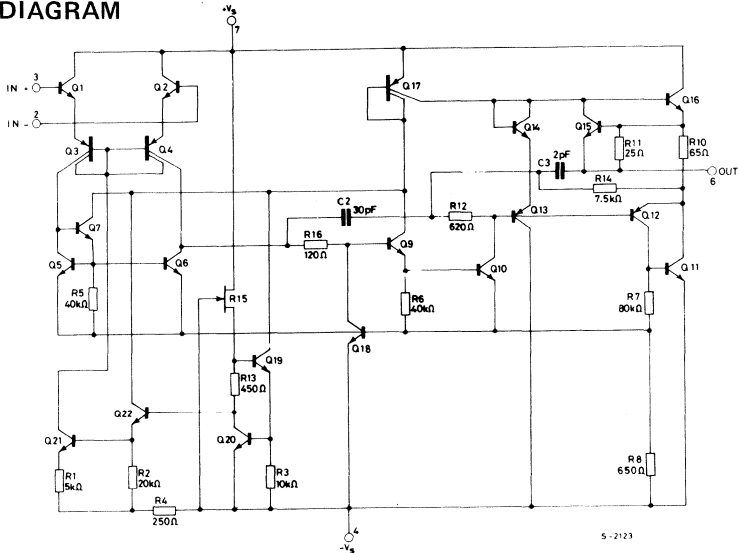 DIAGRAM
+Vs
7
3
IN +
Q1
Q2
2
IN -
Q3
Q4
Q17
Q14
Q15
Q16
R11
25Ω
R10
65Ω
C3
2pF
OUT
6
R14
7.5kΩ
C2
30pF
R12
620Ω
Q13
Q12
Q7
R16
120Ω
Q9
Q5
Q6
Q10
Q11
R5
40kΩ
R15
R6
40kΩ
R7
80kΩ
Q18
Q19
R13
450Ω
Q22
Q21
Q20
R1
5kΩ
R2
20kΩ
R3
10kΩ
R8
650Ω
R4
250Ω
4
-Vs
S-2123